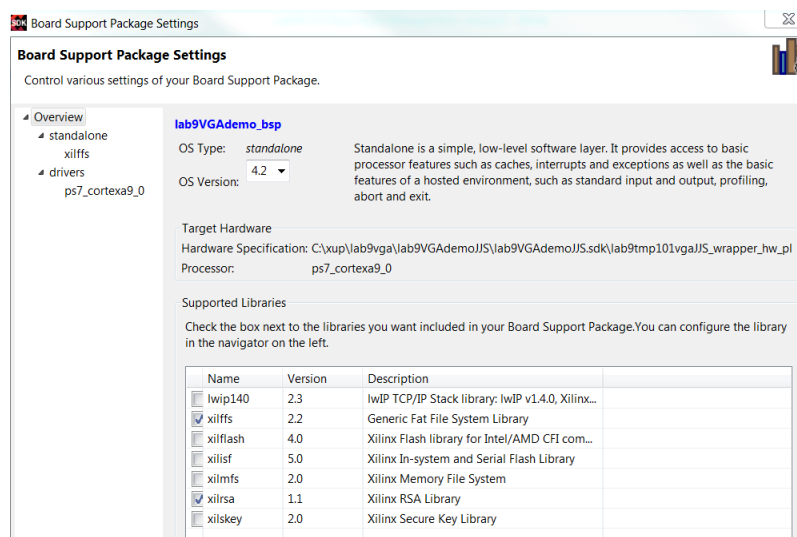 SDK Board Support Package Settings
Board Support Package Settings
Control various settings of your Board Support Package.
Overview
standalone
xilffs
drivers
ps7_cortexa9_0
lab9VGAdemo_bsp
OS Type: standalone
Standalone is a simple, low-level software layer. It provides access to basic
processor features such as caches, interrupts and exceptions as well as the basic
features of a hosted environment, such as standard input and output, profiling,
abort and exit.
OS Version: 4.2
Target Hardware
Hardware Specification: C:\xup\lab9vga\lab9VGAdemoJJS\lab9VGAdemoJJS.sdk\lab9tmp101vgaJJS_wrapper_hw_pl
Processor: ps7_cortexa9_0
Supported Libraries
Check the box next to the libraries you want included in your Board Support Package.You can configure the library
in the navigator on the left.
Name Version Description
lwip140 2.3 lwIP TCP/IP Stack library: lwIP v1.4.0, Xilinx...
xilffs 2.2 Generic Fat File System Library
xilflash 4.0 Xilinx Flash library for Intel/AMD CFI com...
xilisf 5.0 Xilinx In-system and Serial Flash Library
xilmfs 2.0 Xilinx Memory File System
xilrsa 1.1 Xilinx RSA Library
xilskey 2.0 Xilinx Secure Key Library